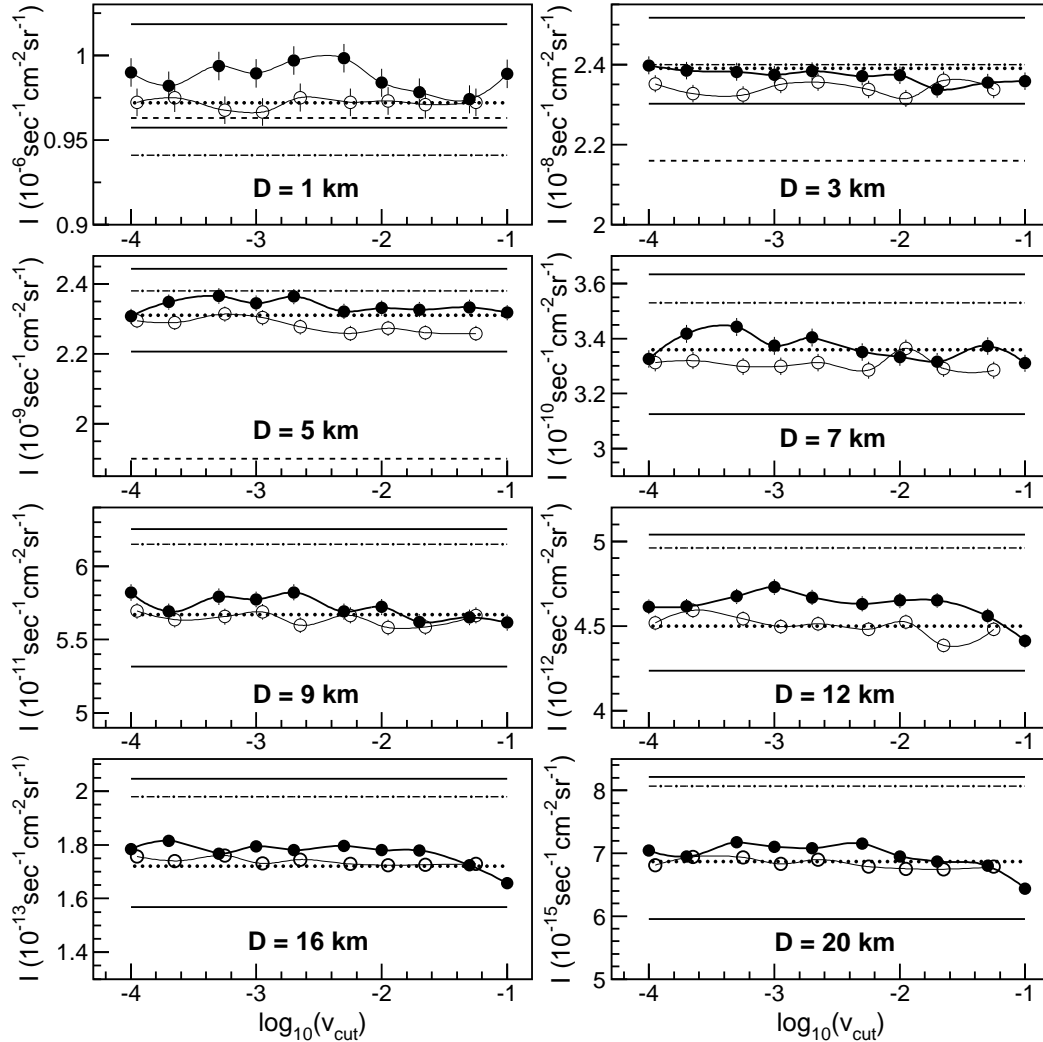 I (10-6sec-1cm-2sr-1)
1
0.95
0.9
D = 1 km
-4 -3 -2 -1
I (10-8sec-1cm-2sr-1)
2.4
2.2
2
D = 3 km
-4 -3 -2 -1
I (10-9sec-1cm-2sr-1)
2.4
2.2
2
D = 5 km
-4 -3 -2 -1
I (10-10sec-1cm-2sr-1)
3.6
3.4
3.2
3
D = 7 km
-4 -3 -2 -1
I (10-11sec-1cm-2sr-1)
6
5.5
5
D = 9 km
-4 -3 -2 -1
I (10-12sec-1cm-2sr-1)
5
4.5
4
D = 12 km
-4 -3 -2 -1
I (10-13sec-1cm-2sr-1)
2
1.8
1.6
1.4
D = 16 km
-4 -3 -2 -1
log10(vcut)
I (10-15sec-1cm-2sr-1)
8
7
6
5
D = 20 km
-4 -3 -2 -1
log10(vcut)